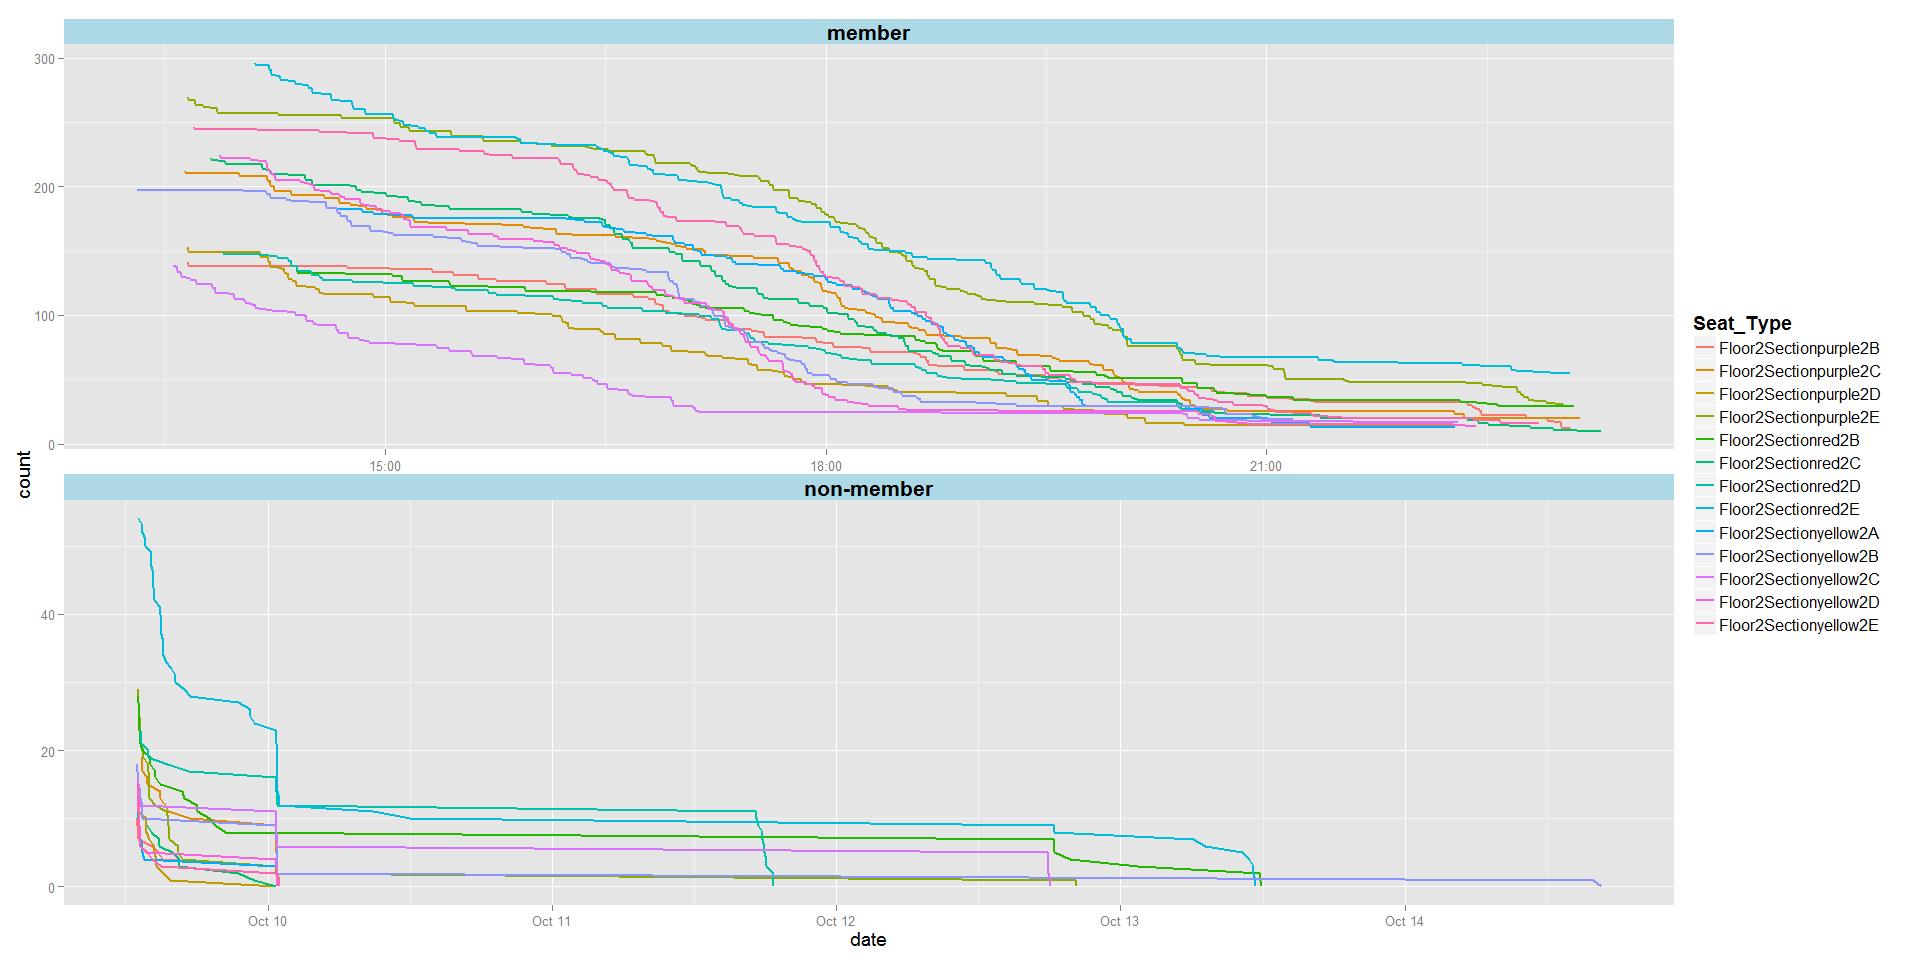 member
300
200
100
0
15:00
18:00
21:00
non-member
40
20
0
Oct 10
Oct 11
Oct 12
Oct 13
Oct 14
date
count
Seat_Type
Floor2Sectionpurple2B
Floor2Sectionpurple2C
Floor2Sectionpurple2D
Floor2Sectionpurple2E
Floor2Sectionred2B
Floor2Sectionred2C
Floor2Sectionred2D
Floor2Sectionred2E
Floor2Sectionyellow2A
Floor2Sectionyellow2B
Floor2Sectionyellow2C
Floor2Sectionyellow2D
Floor2Sectionyellow2E